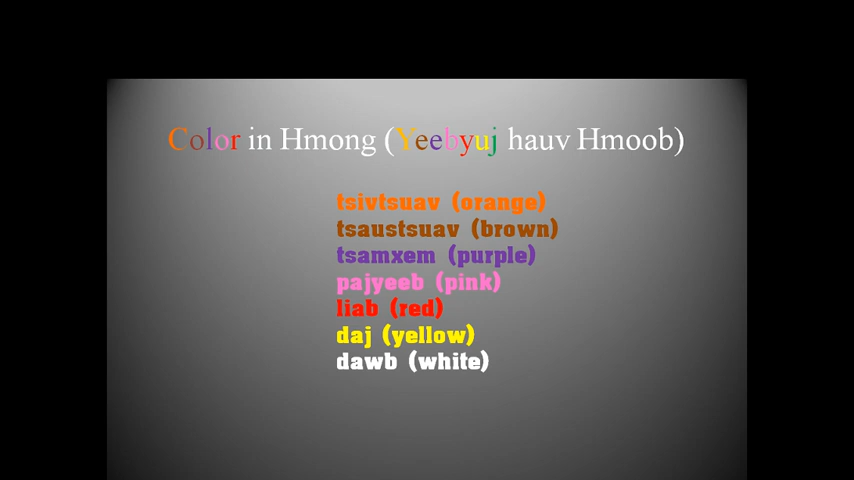 Color in Hmong (Yeebyuj hauv Hmoob)
tsivtsuav (orange)
tsaustsuav (brown)
tsamxem (purple)
pajyeeb (pink)
liab (red)
daj (yellow)
dawb (white)